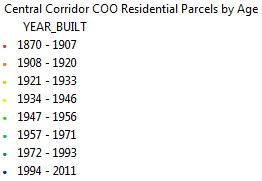 Central Corridor COO Residential Parcels by Age
YEAR_BUILT
1870 - 1907
1908 - 1920
1921 - 1933
1934 - 1946
1947 - 1956
1957 - 1971
1972 - 1993
1994 - 2011